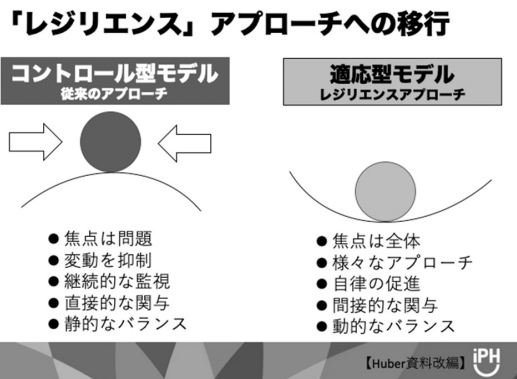 「レジリエンス」アプローチへの移行
コントロール型モデル
従来のアプローチ
適応型モデル
レジリエンスアプローチ
● 焦点は問題
● 変動を抑制
● 継続的な監視
● 直接的な関与
● 静的なバランス
● 焦点は全体
● 様々なアプローチ
● 自律の促進
● 間接的な関与
● 動的なバランス
【Huber資料改編】
iPH